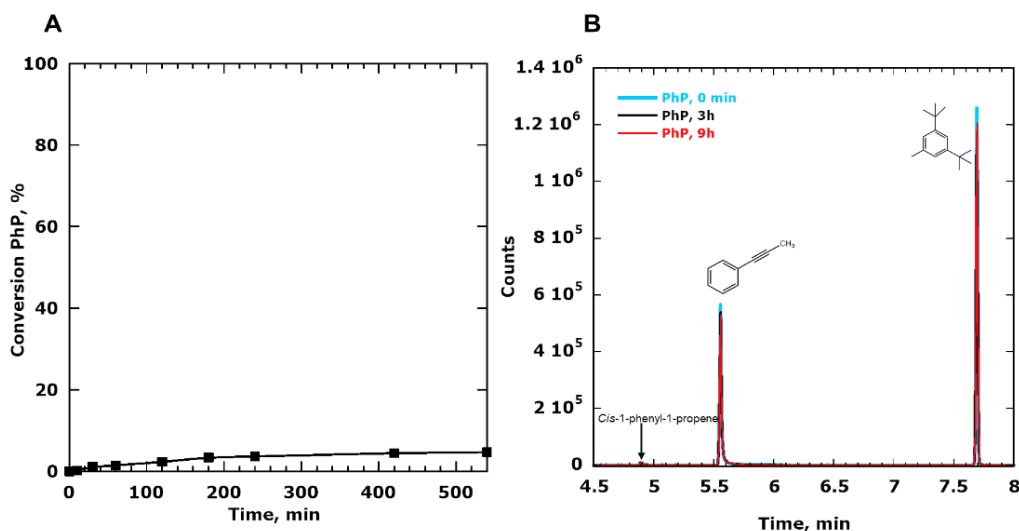 A
Conversion PhP, %
100
80
60
40
20
0
0
100
200
300
400
500
Time, min
B
Counts
1.4 10⁶
1.2 10⁶
1 10⁶
8 10⁵
6 10⁵
4 10⁵
2 10⁵
0
PhP, 0 min
PhP, 3h
PhP, 9h
CH₃
Cis-1-phenyl-1-propene
4.5
5
5.5
6
6.5
7
7.5
8
Time, min